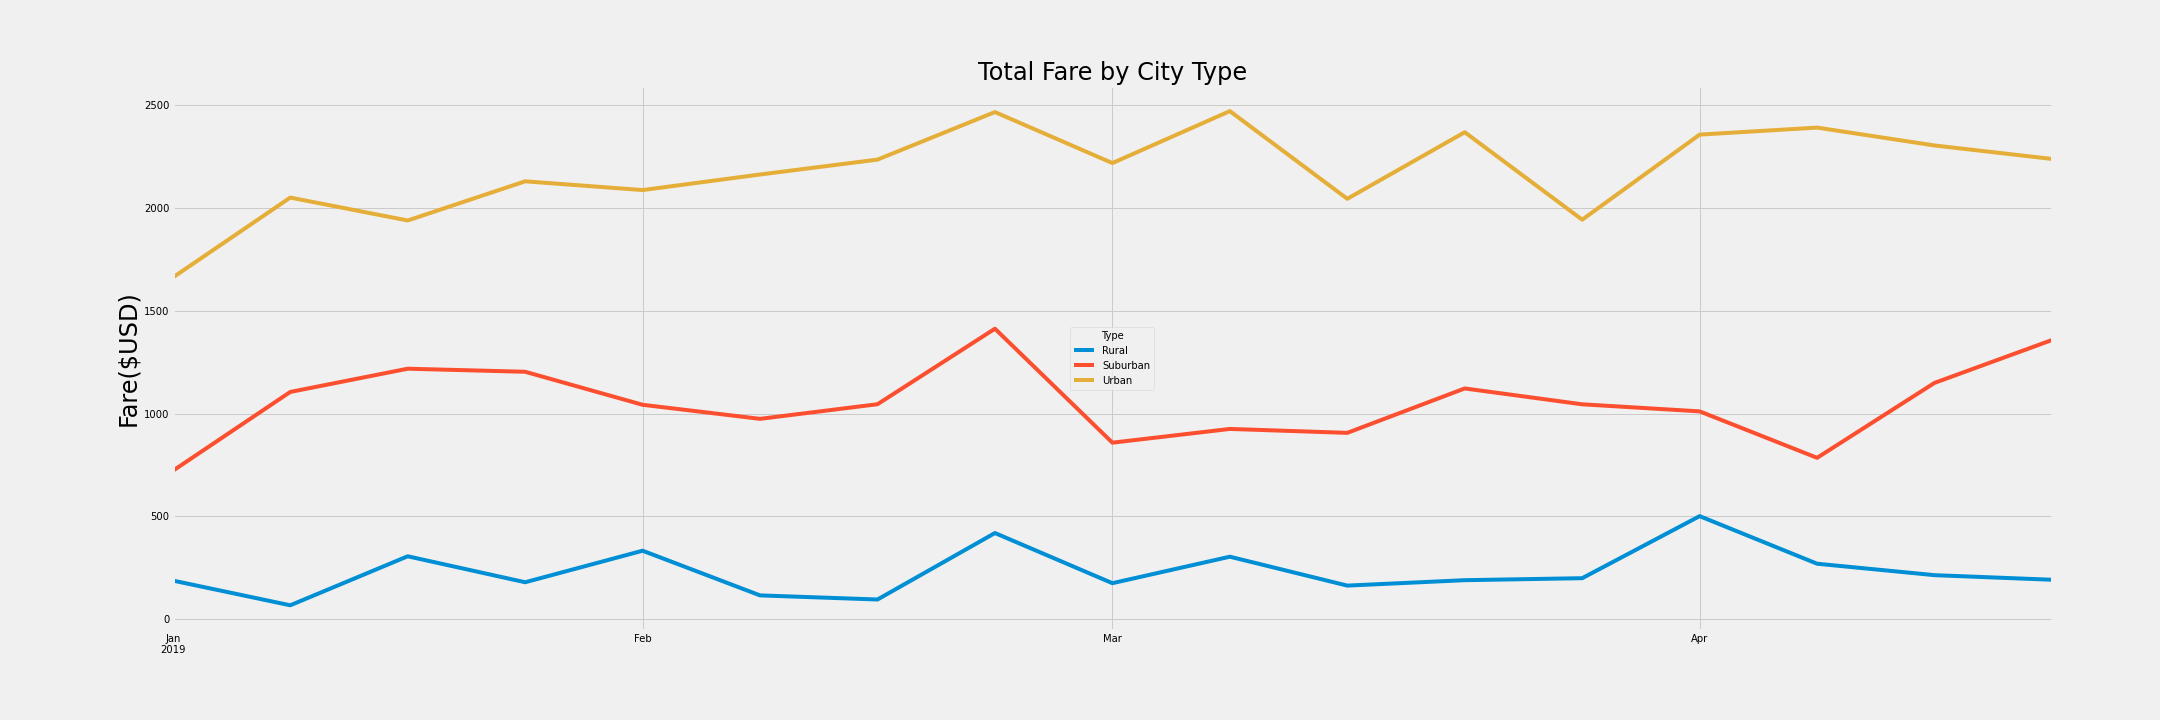 Total Fare by City Type
Fare($USD)
2500
2000
1500
1000
500
0
Type
Rural
Suburban
Urban
Jan
2019
Feb
Mar
Apr